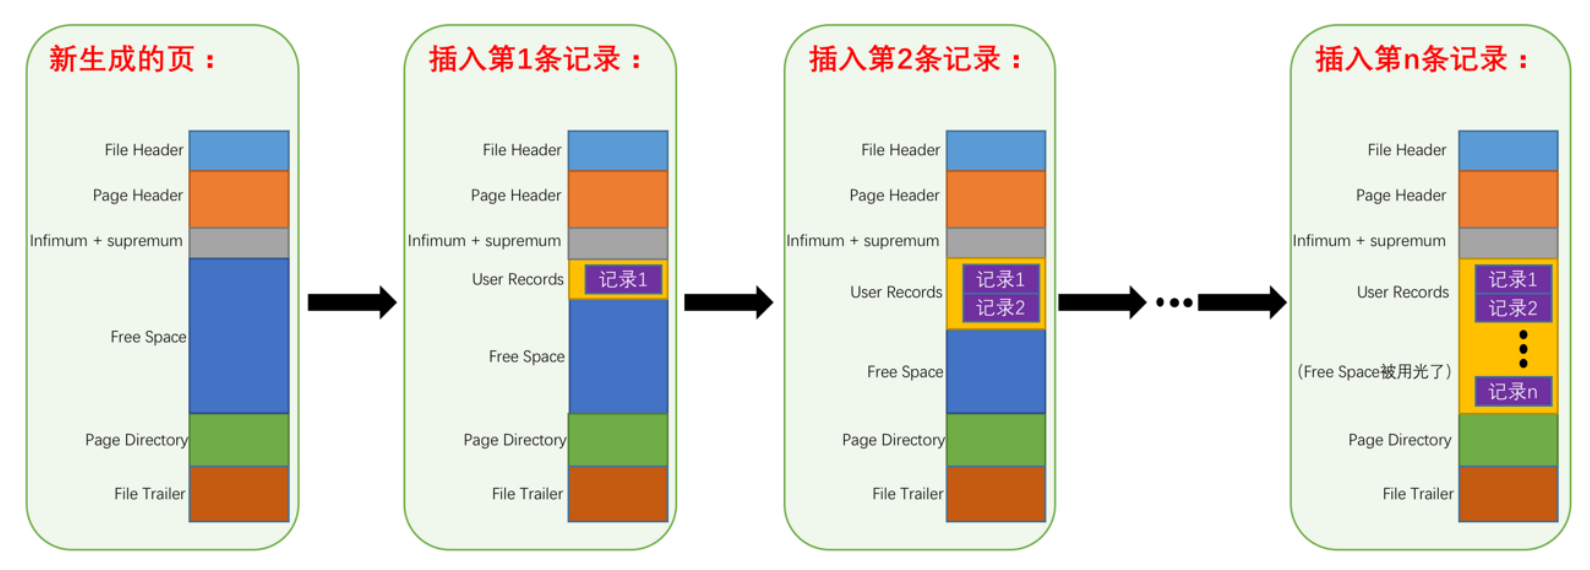 新生成的页：
File Header
Page Header
Infimum + supremum
Free Space
Page Directory
File Trailer
插入第1条记录：
File Header
Page Header
Infimum + supremum
User Records
记录1
Free Space
Page Directory
File Trailer
插入第2条记录：
File Header
Page Header
Infimum + supremum
User Records
记录1
记录2
Free Space
Page Directory
File Trailer
插入第n条记录：
File Header
Page Header
Infimum + supremum
User Records
记录1
记录2
（Free Space被用光了）
记录n
Page Directory
File Trailer